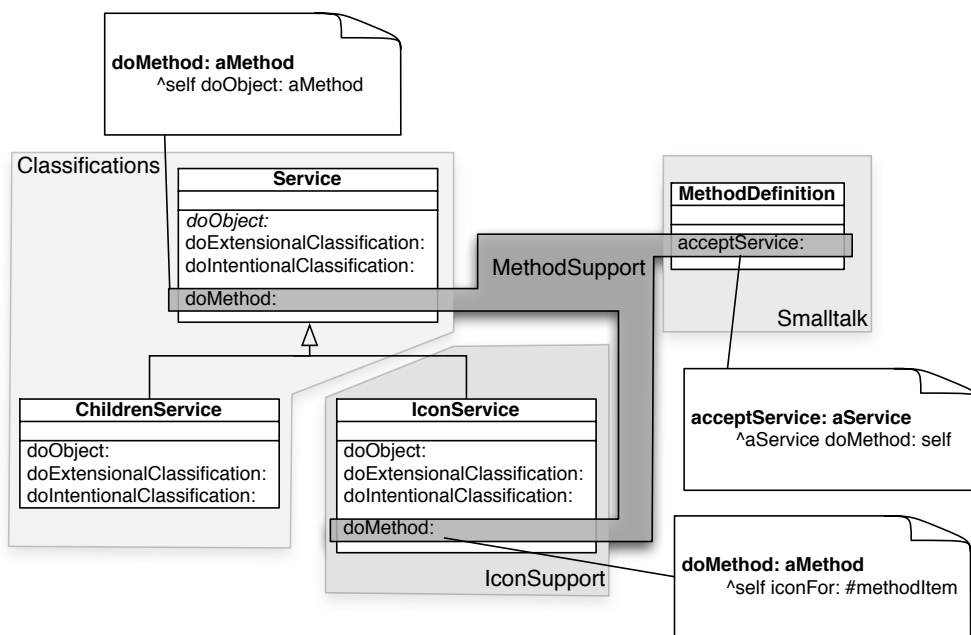 doMethod: aMethod
^self doObject: aMethod
Classifications
Service
doObject:
doExtensionalClassification:
doIntentionalClassification:
doMethod:
MethodSupport
MethodDefinition
acceptService:
Smalltalk
ChildrenService
doObject:
doExtensionalClassification:
doIntentionalClassification:
IconService
doObject:
doExtensionalClassification:
doIntentionalClassification:
doMethod:
IconSupport
acceptService: aService
^aService doMethod: self
doMethod: aMethod
^self iconFor: #methodItem